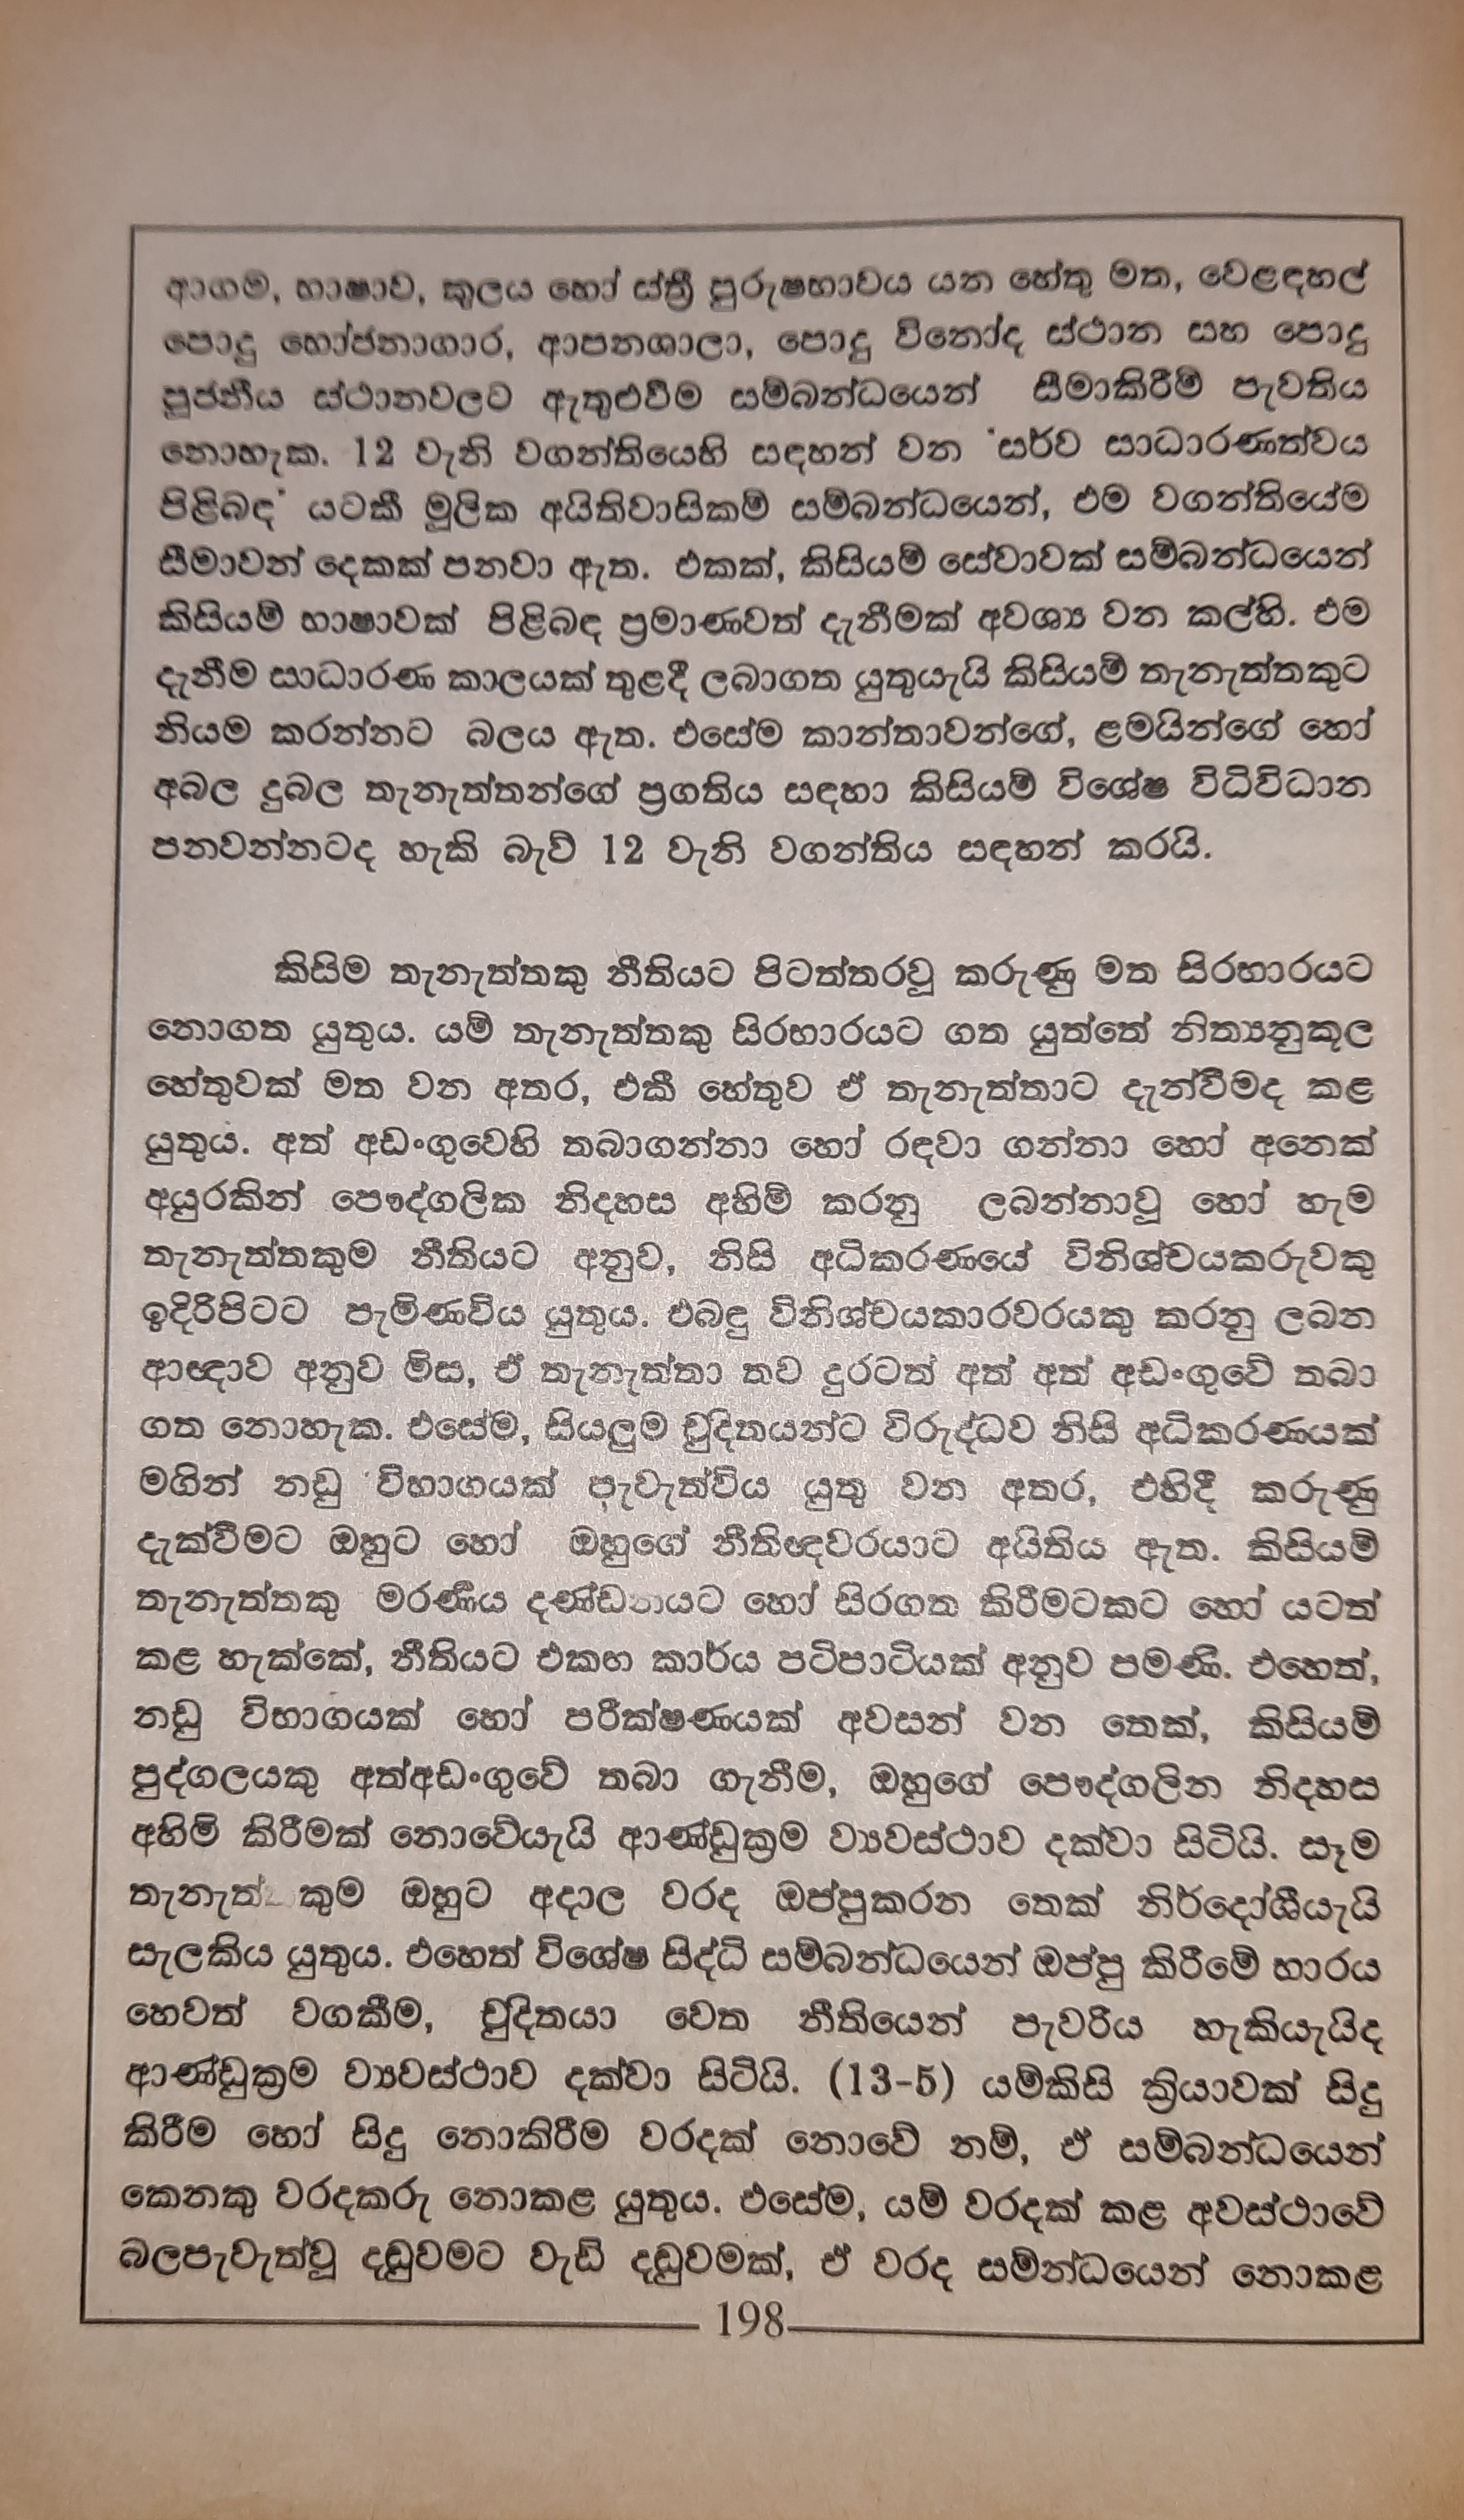 ආගම, භාෂාව, කුලය හෝ ස්ත්‍රී පුරුෂභාවය යන හේතු මත, වෙළඳහල්
පොදු භෝජනාගාර, ආපනශාලා, පොදු විනෝද ස්ථාන සහ පොදු
පූජනීය ස්ථානවලට ඇතුළුවීම සම්බන්ධයෙන් සීමාකිරීම් පැවතිය
නොහැක. 12 වැනි වගන්තියෙහි සඳහන් වන 'සර්ව සාධාරණත්වය
පිළිබඳ' යටකී මූලික අයිතිවාසිකම් සම්බන්ධයෙන්, එම වගන්තියේම
සීමාවන් දෙකක් පනවා ඇත. එකක්, කිසියම් සේවාවක් සම්බන්ධයෙන්
කිසියම් භාෂාවක් පිළිබඳ ප්‍රමාණවත් දැනීමක් අවශ්‍ය වන කල්හි. එම
දැනීම සාධාරණ කාලයක් තුළදී ලබාගත යුතුයැයි කිසියම් තැනැත්තකුට
නියම කරන්නට බලය ඇත. එසේම කාන්තාවන්ගේ, ළමයින්ගේ හෝ
අබල දුබල තැනැත්තන්ගේ ප්‍රගතිය සඳහා කිසියම් විශේෂ විධිවිධාන
පනවන්නටද හැකි බැව් 12 වැනි වගන්තිය සඳහන් කරයි.
කිසිම තැනැත්තකු නීතියට පිටත්තරවූ කරුණු මත සිරභාරයට
නොගත යුතුය. යම් තැනැත්තකු සිරභාරයට ගත යුත්තේ නිත්‍යනුකූල
හේතුවක් මත වන අතර, එකී හේතුව ඒ තැනැත්තාට දැන්වීමද කළ
යුතුය. අත් අඩංගුවෙහි තබාගන්නා හෝ රඳවා ගන්නා හෝ අනෙක්
අයුරකින් පෞද්ගලික නිදහස අහිම් කරනු ලබන්නාවූ හෝ හැම
තැනැත්තකුම නීතියට අනුව, නිසි අධිකරණයේ විනිශ්චයකරුවකු
ඉදිරිපිටට පැමිණවිය යුතුය. එබඳු විනිශ්චයකාරවරයකු කරනු ලබන
ආඥාව අනුව මිස, ඒ තැනැත්තා තව දුරටත් අත් අත් අඩංගුවේ තබා
ගත නොහැක. එසේම, සියලුම චූදිතයන්ට විරුද්ධව නිසි අධිකරණයක්
මගින් නඩු විභාගයක් පැවැත්විය යුතු වන අතර, එහිදී කරුණු
දැක්වීමට ඔහුට හෝ ඔහුගේ නීතිඥවරයාට අයිතිය ඇත. කිසියම්
තැනැත්තකු මරණීය දණ්ඩනයට හෝ සිරගත කිරීමටකට හෝ යටත්
කළ හැක්කේ, නීතියට එකඟ කාර්ය පටිපාටියක් අනුව පමණි. එහෙත්,
නඩු විභාගයක් හෝ පරීක්ෂණයක් අවසන් වන තෙක්, කිසියම්
පුද්ගලයකු අත්අඩංගුවේ තබා ගැනීම, ඔහුගේ පෞද්ගලින නිදහස
අහිමි කිරීමක් නොවේයැයි ආණ්ඩුක්‍රම ව්‍යවස්ථාව දක්වා සිටියි. සෑම
තැනැත්තකුම ඔහුට අදාල වරද ඔප්පුකරන තෙක් නිර්දෝශීයැයි
සැලකිය යුතුය. එහෙත් විශේෂ සිද්ධි සම්බන්ධයෙන් ඔප්පු කිරීමේ භාරය
හෙවත් වගකීම, චූදිතයා වෙත නීතියෙන් පැවරිය හැකියැයිද
ආණ්ඩුක්‍රම ව්‍යවස්ථාව දක්වා සිටියි. (13-5) යම්කිසි ක්‍රියාවක් සිදු
කිරීම හෝ සිදු නොකිරීම වරදක් නොවේ නම්, ඒ සම්බන්ධයෙන්
කෙනකු වරදකරු නොකළ යුතුය. එසේම, යම් වරදක් කළ අවස්ථාවේ
බලපැවැත්වූ දඬුවමට වැඩි දඬුවමක්, ඒ වරද සම්න්ධයෙන් නොකළ
198